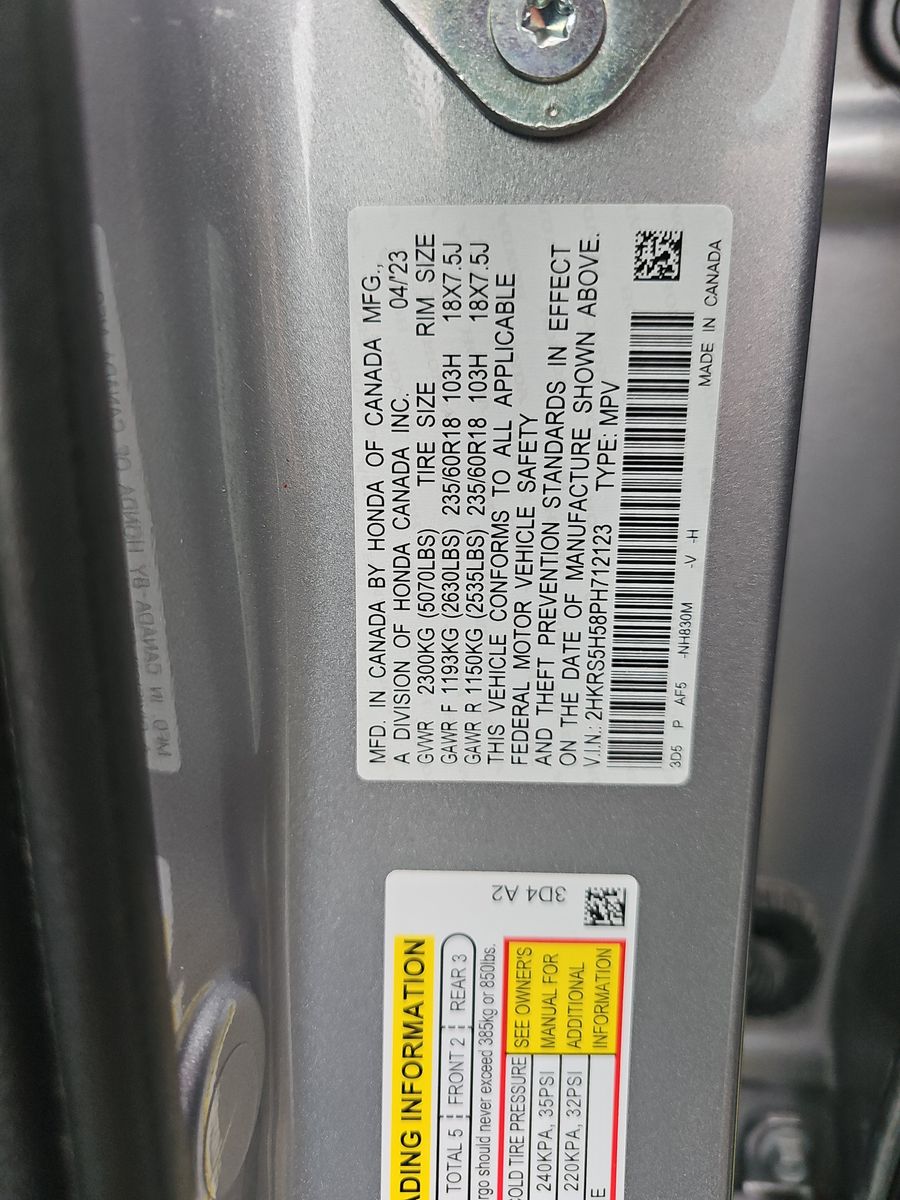 MFD. IN CANADA BY HONDA OF CANADA MFG.,
A DIVISION OF HONDA CANADA INC. 04/'23
GVWR 2300KG (5070LBS) TIRE SIZE RIM SIZE
GAWR F 1193KG (2630LBS) 235/60R18 103H 18X7.5J
GAWR R 1150KG (2535LBS) 235/60R18 103H 18X7.5J
THIS VEHICLE CONFORMS TO ALL APPLICABLE
FEDERAL MOTOR VEHICLE SAFETY
AND THEFT PREVENTION STANDARDS IN EFFECT
ON THE DATE OF MANUFACTURE SHOWN ABOVE.
V.I.N.: 2HKRS5H58PH712123 TYPE: MPV
3D5 P AF5 -NH830M -V -H
MADE IN CANADA
3D4 A2
ADING INFORMATION
TOTAL 5 FRONT 2 REAR 3
rgo should never exceed 385kg or 850lbs.
OLD TIRE PRESSURE
240KPA, 35PSI
220KPA, 32PSI
SEE OWNER'S
MANUAL FOR
ADDITIONAL
INFORMATION